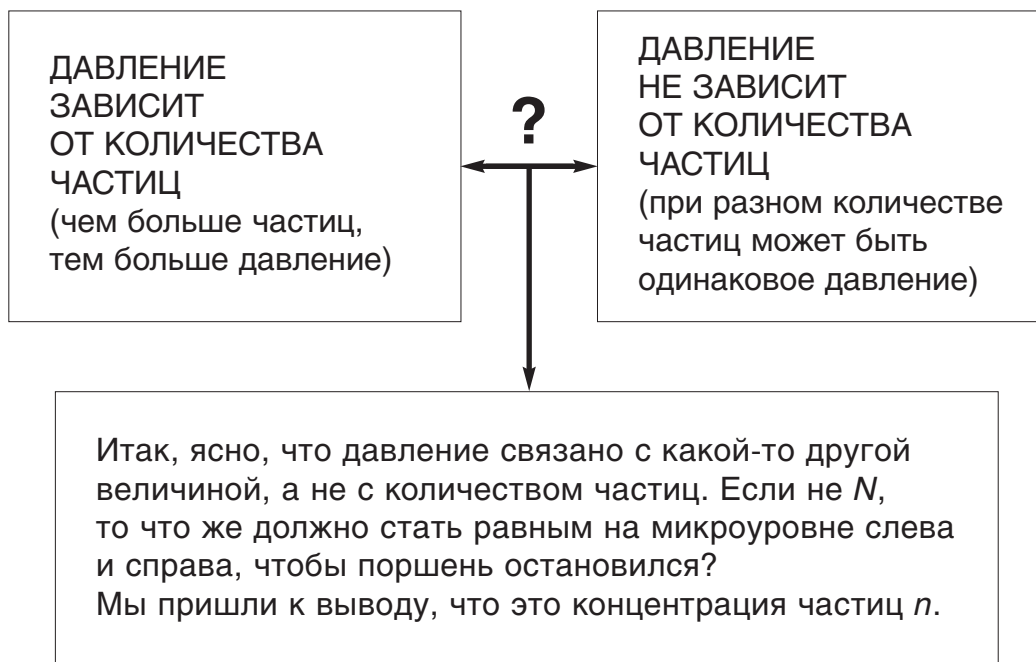 ДАВЛЕНИЕ
ЗАВИСИТ
ОТ КОЛИЧЕСТВА
ЧАСТИЦ
(чем больше частиц,
тем больше давление)
?
ДАВЛЕНИЕ
НЕ ЗАВИСИТ
ОТ КОЛИЧЕСТВА
ЧАСТИЦ
(при разном количестве
частиц может быть
одинаковое давление)
Итак, ясно, что давление связано с какой-то другой
величиной, а не с количеством частиц. Если не N,
то что же должно стать равным на микроуровне слева
и справа, чтобы поршень остановился?
Мы пришли к выводу, что это концентрация частиц n.